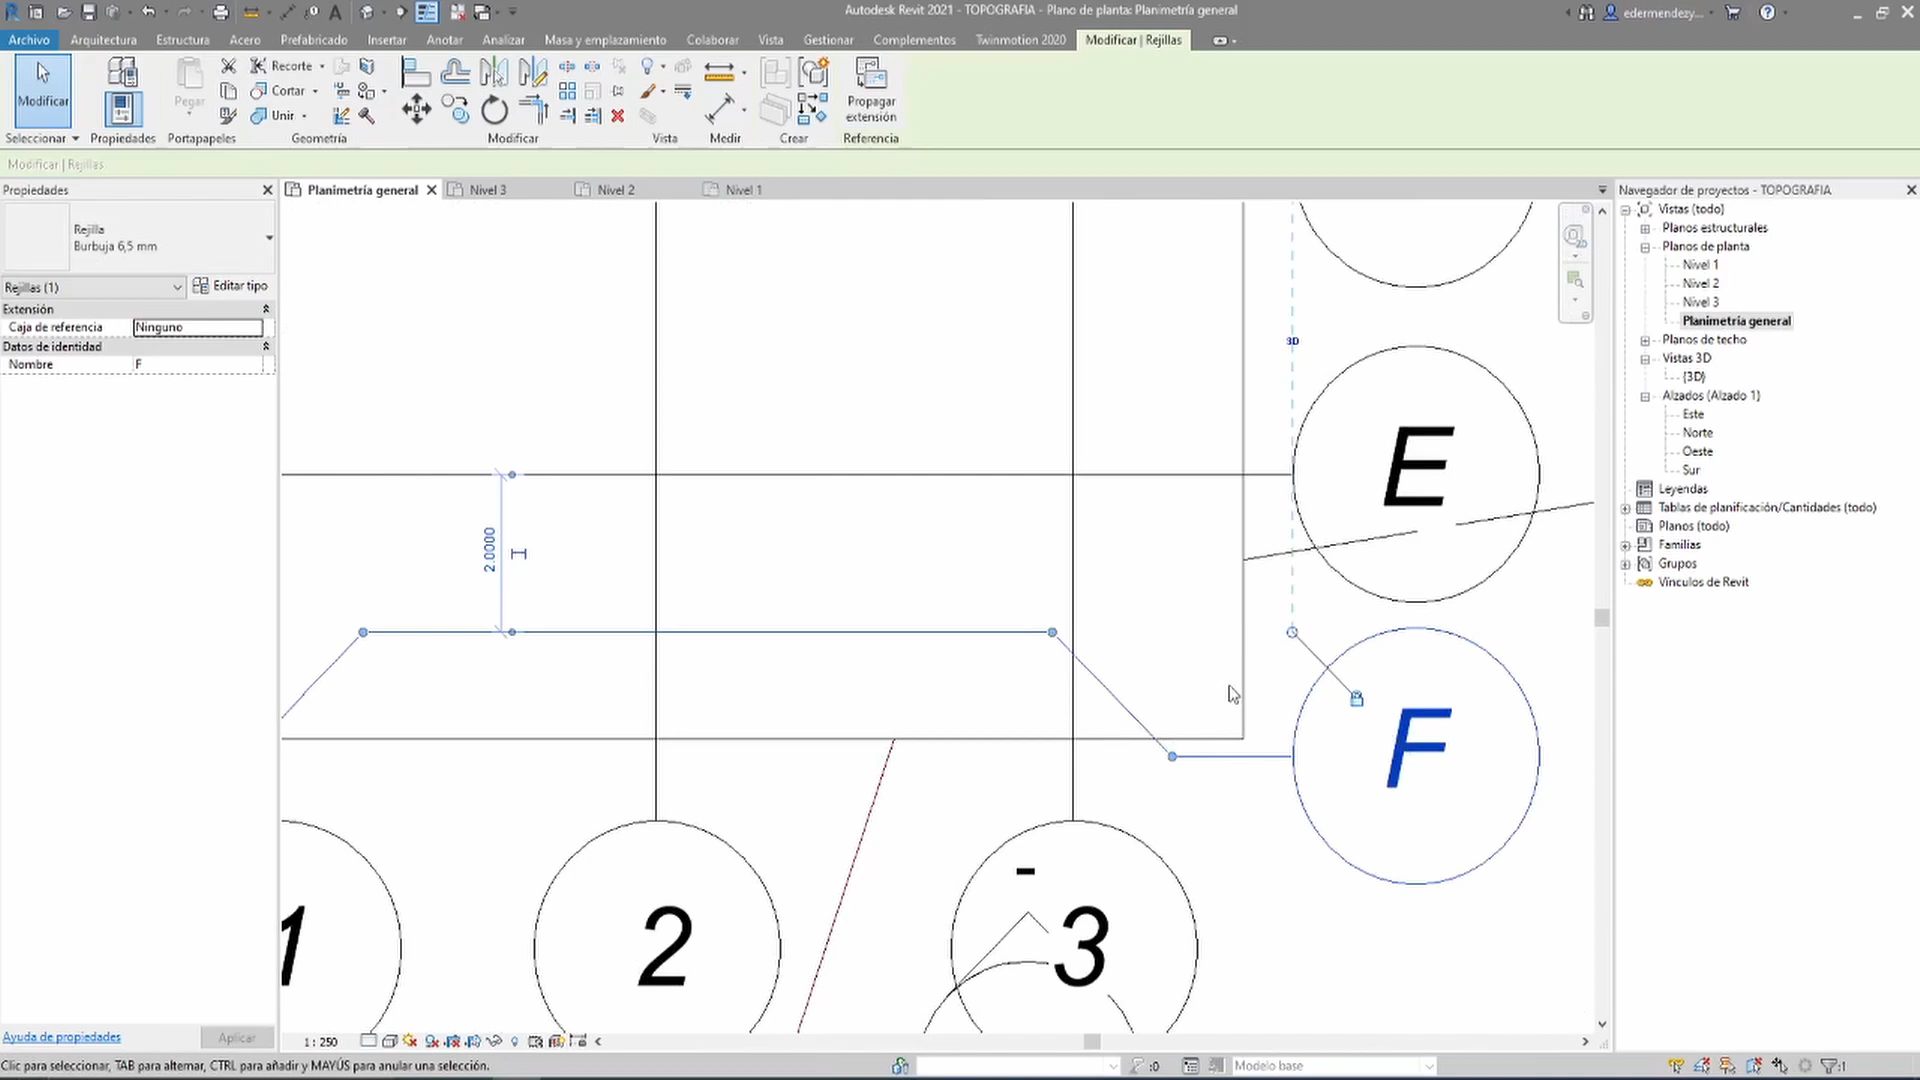 Autodesk Revit 2021 - TOPOGRAFIA - Plano de planta: Planimetría general
edermendezy...
Archivo Arquitectura Estructura Acero Prefabricado Insertar Anotar Analizar Masa y emplazamiento Colaborar Vista Gestionar Complementos Twinmotion 2020 Modificar | Rejillas
Modificar
Pegar
Recorte
Cortar
Unir
Propagar
extensión
Seleccionar Propiedades Portapapeles Geometría Modificar Vista Medir Crear Referencia
Modificar | Rejillas
Propiedades
Rejilla
Burbuja 6,5 mm
Rejillas (1)
Editar tipo
Extensión
Caja de referencia Ninguno
Datos de identidad
Nombre F
Ayuda de propiedades
Aplicar
Planimetría general
Nivel 3
Nivel 2
Nivel 1
2D
3D
E
2.0000
F
1
2
-
3
1 : 250
Navegador de proyectos - TOPOGRAFIA
Vistas (todo)
Planos estructurales
Planos de planta
Nivel 1
Nivel 2
Nivel 3
Planimetría general
Planos de techo
Vistas 3D
{3D}
Alzados (Alzado 1)
Este
Norte
Oeste
Sur
Leyendas
Tablas de planificación/Cantidades (todo)
Planos (todo)
Familias
Grupos
Vínculos de Revit
Clic para seleccionar, TAB para alternar, CTRL para añadir y MAYÚS para anular una selección.
:0
Modelo base
:1